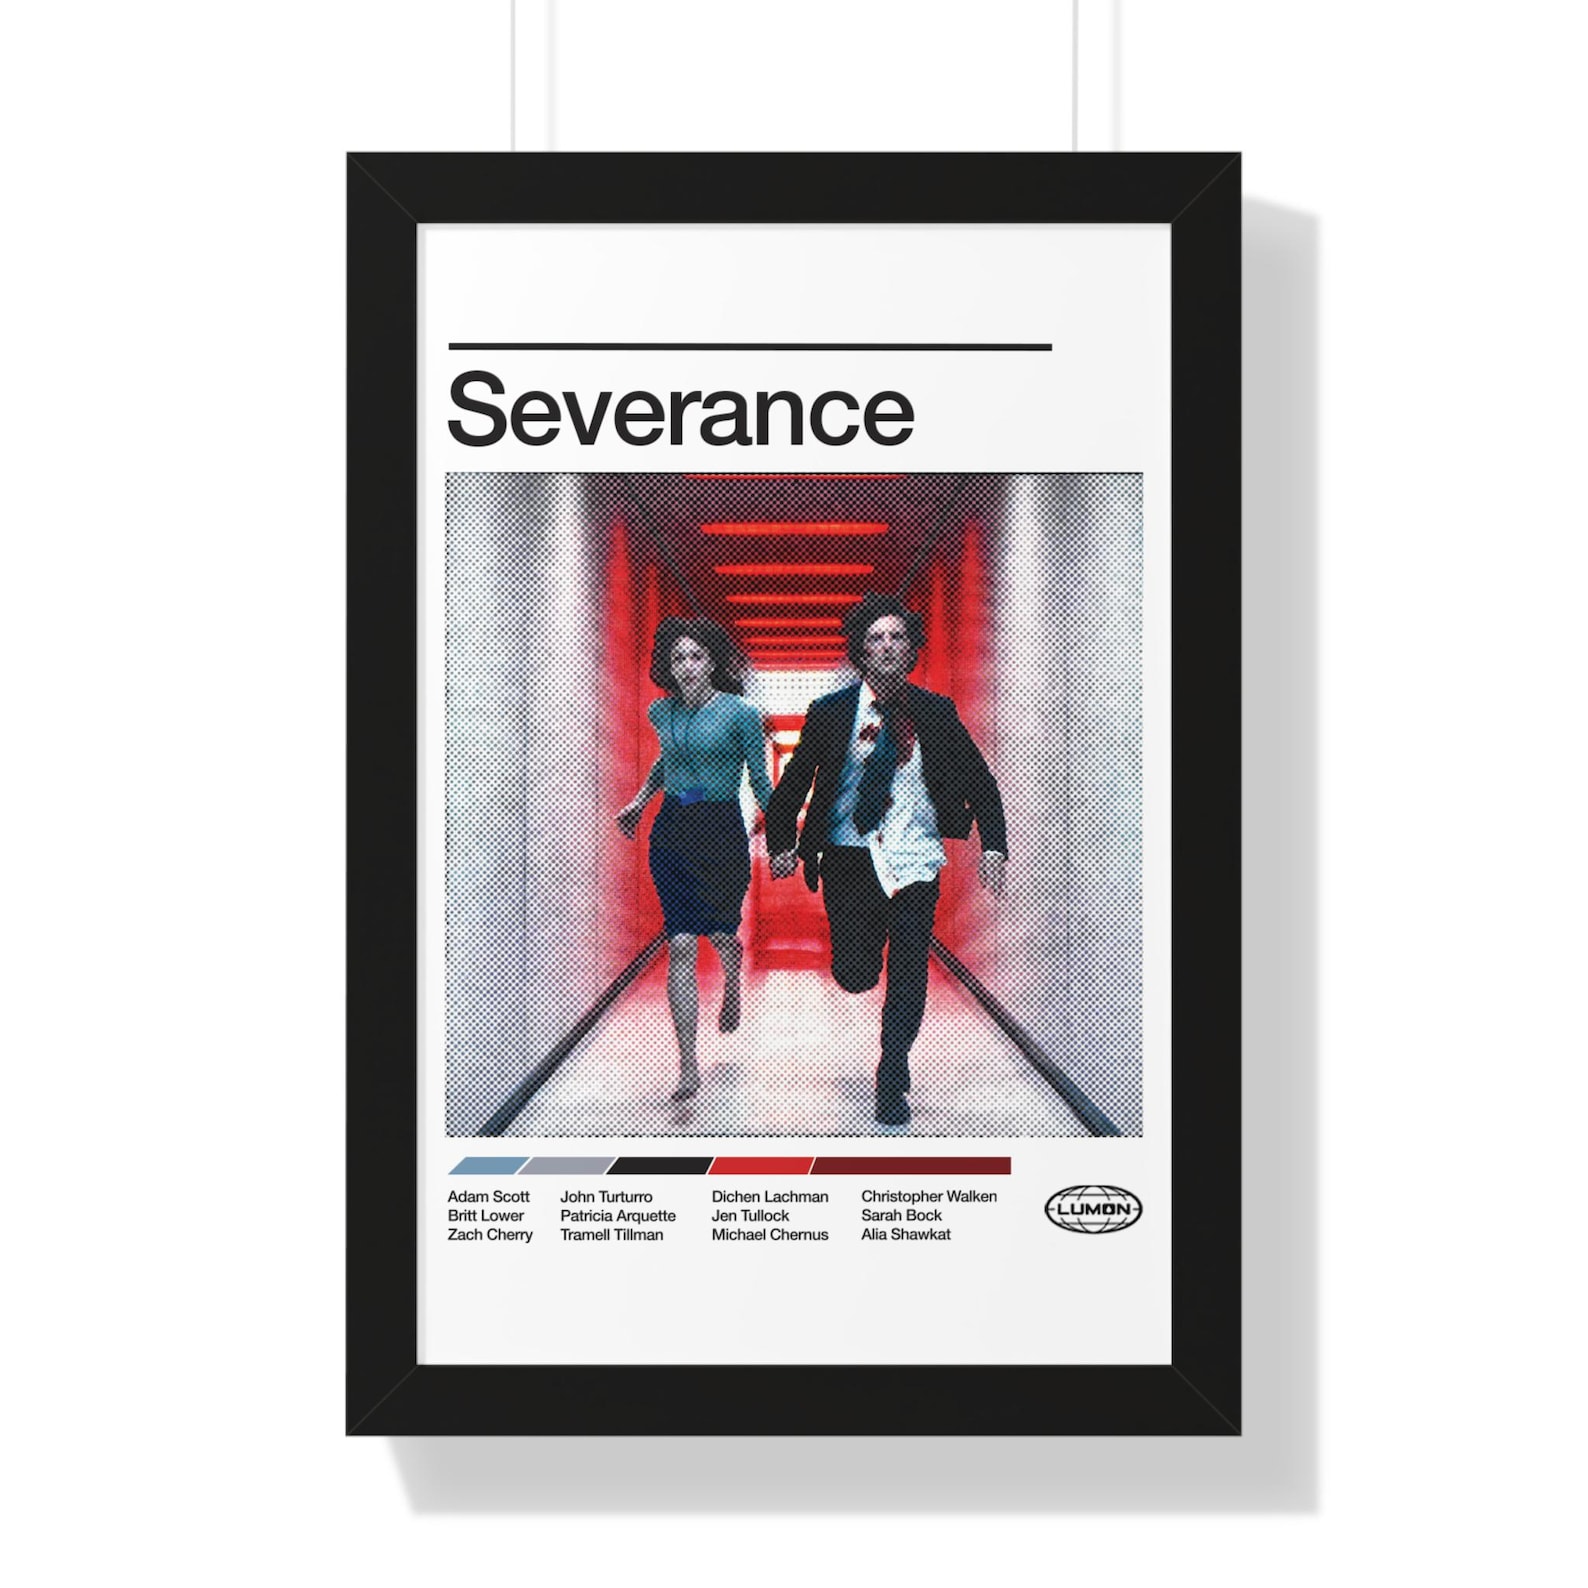 Severance
Adam Scott
Britt Lower
Zach Cherry
John Turturro
Patricia Arquette
Tramell Tillman
Dichen Lachman
Jen Tullock
Michael Chernus
Christopher Walken
Sarah Bock
Alia Shawkat
LUMON